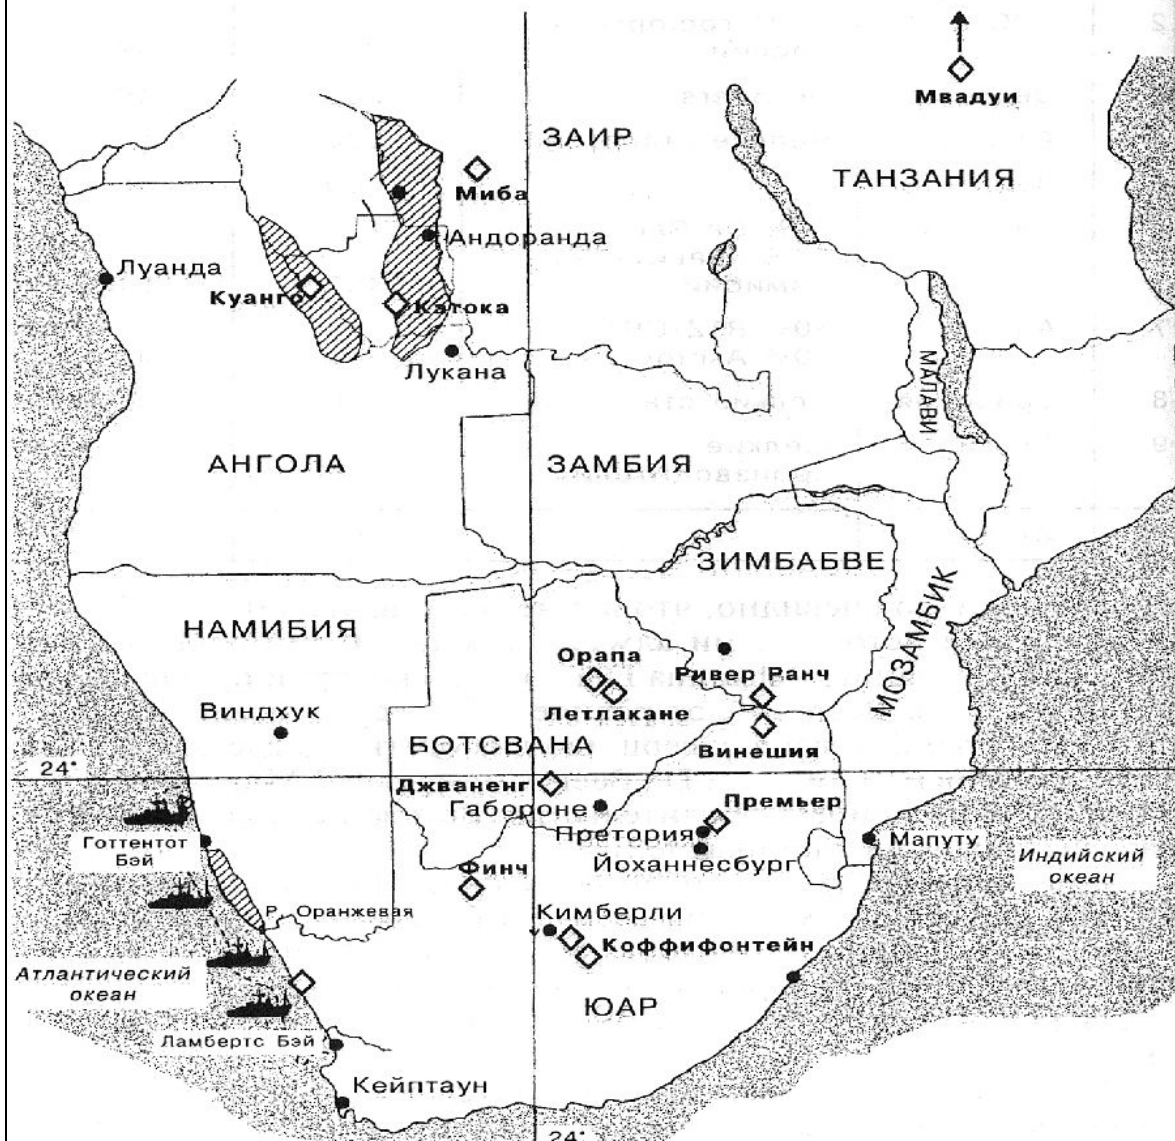 Мвадуи
ЗАИР
ТАНЗАНИЯ
Миба
Андоранда
Луанда
Куанго
Катока
Лукана
МАЛАВИ
АНГОЛА
ЗАМБИЯ
ЗИМБАБВЕ
МОЗАМБИК
НАМИБИЯ
Орапа
Ривер Ранч
Летлакане
Виндхук
БОТСВАНА
Винешия
24°
Джваненг
Габороне
Премьер
Претория
Готтентот
Бэй
Мапуту
Йоханнесбург
Индийский
океан
Финч
Р. Оранжевая
Кимберли
Коффифонтейн
Атлантический
океан
ЮАР
Ламбертс Бэй
Кейптаун
24°